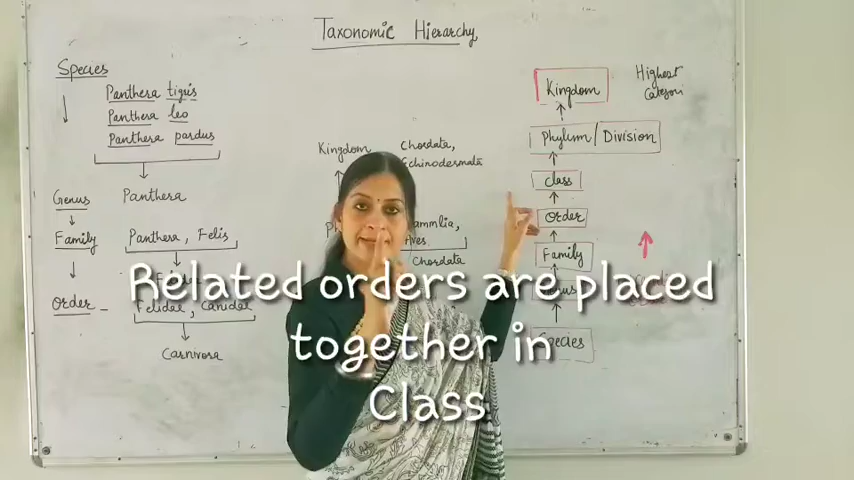 Taxonomic Hierarchy
Species
Panthera tigris
Panthera leo
Panthera pardus
Genus Panthera
Family Panthera, Felis
Order
Felidae, canidae
Carnivora
Kingdom Chordata,
Echinodermata
Chordata
Kingdom
Highest
Category
Phylum/Division
Class
Order
Family
Species
Related orders are placed
together in
Class